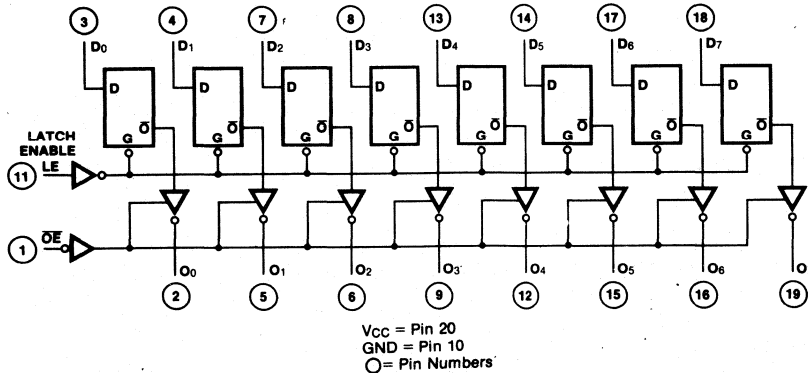 3 4 7 8 13 14 17 18
D0 D1 D2 D3 D4 D5 D6 D7
D D D D D D D D
O̅ O̅ O̅ O̅ O̅ O̅ O̅ O̅
G G G G G G G G
LATCH
ENABLE
11 LE
1 O̅E̅
O0 O1 O2 O3 O4 O5 O6 O
2 5 6 9 12 15 16 19
VCC = Pin 20
GND = Pin 10
O= Pin Numbers